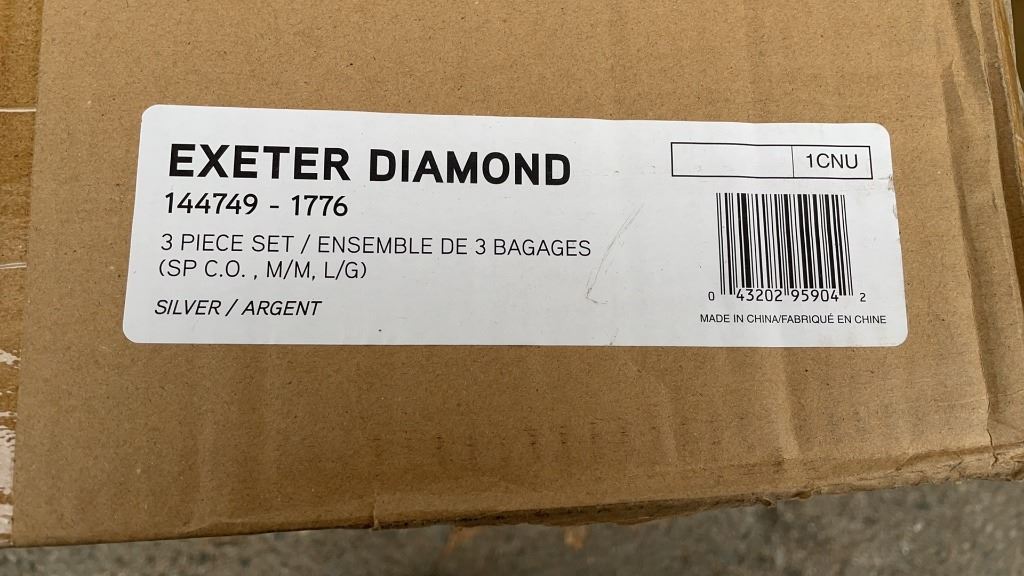 EXETER DIAMOND
144749 - 1776
3 PIECE SET / ENSEMBLE DE 3 BAGAGES
(SP C.O. , M/M, L/G)
SILVER / ARGENT
1CNU
0 43202 95904 2
MADE IN CHINA/FABRIQUÉ EN CHINE